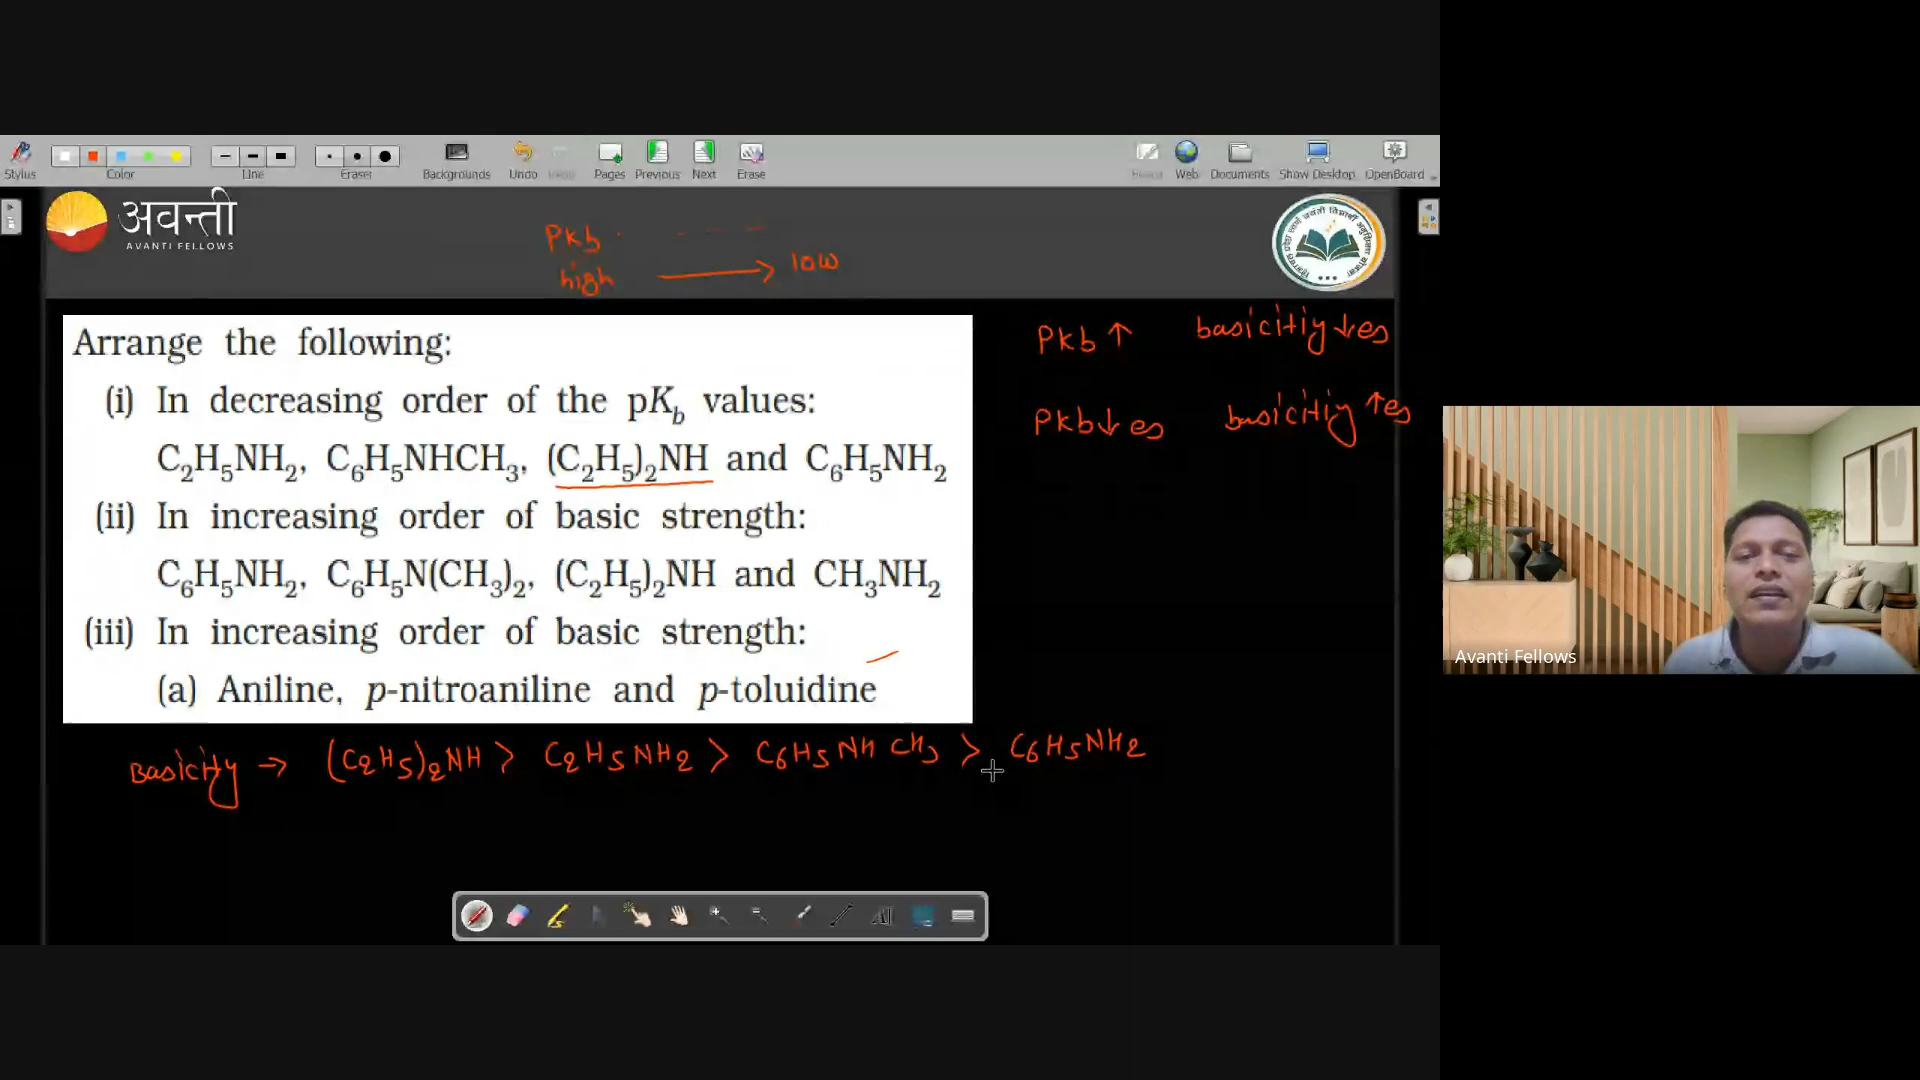 Stylus Color Line Eraser Backgrounds Undo Pages Previous Next Erase Web Documents Show Desktop OpenBoard
अवन्ती
AVANTI FELLOWS
Pkb
high → low
Arrange the following:
(i) In decreasing order of the pK_b values:
C₂H₅NH₂, C₆H₅NHCH₃, (C₂H₅)₂NH and C₆H₅NH₂
(ii) In increasing order of basic strength:
C₆H₅NH₂, C₆H₅N(CH₃)₂, (C₂H₅)₂NH and CH₃NH₂
(iii) In increasing order of basic strength:
(a) Aniline, p-nitroaniline and p-toluidine
Pkb↑ basicitiy↓es
Pkb↓es basicitiy↑es
Basicity → (C₂H₅)₂NH > C₂H₅NH₂ > C₆H₅NHCH₃ > C₆H₅NH₂
Avanti Fellows